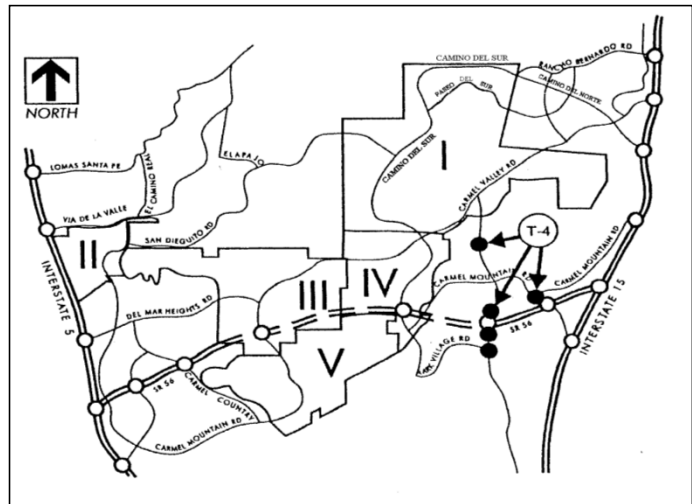 CAMINO DEL SUR
RANCHO BERNARDO RD
NORTH
PASEO DEL SUR
CAMINO DEL NORTE
LOMAS SANTA FE
EL CAMINO REAL
EL APAJO
CAMINO DEL SUR
I
CARMEL VALLEY RD
VIA DE LA VALLE
SAN DIEGUITO RD
T-4
II
INTERSTATE 5
III
IV
CARMEL MOUNTAIN RD
CARMEL MOUNTAIN RD
DEL MAR HEIGHTS RD
SR 56
INTERSTATE 15
V
PARK VILLAGE RD
SR 56
CARMEL COUNTRY
CARMEL MOUNTAIN RD